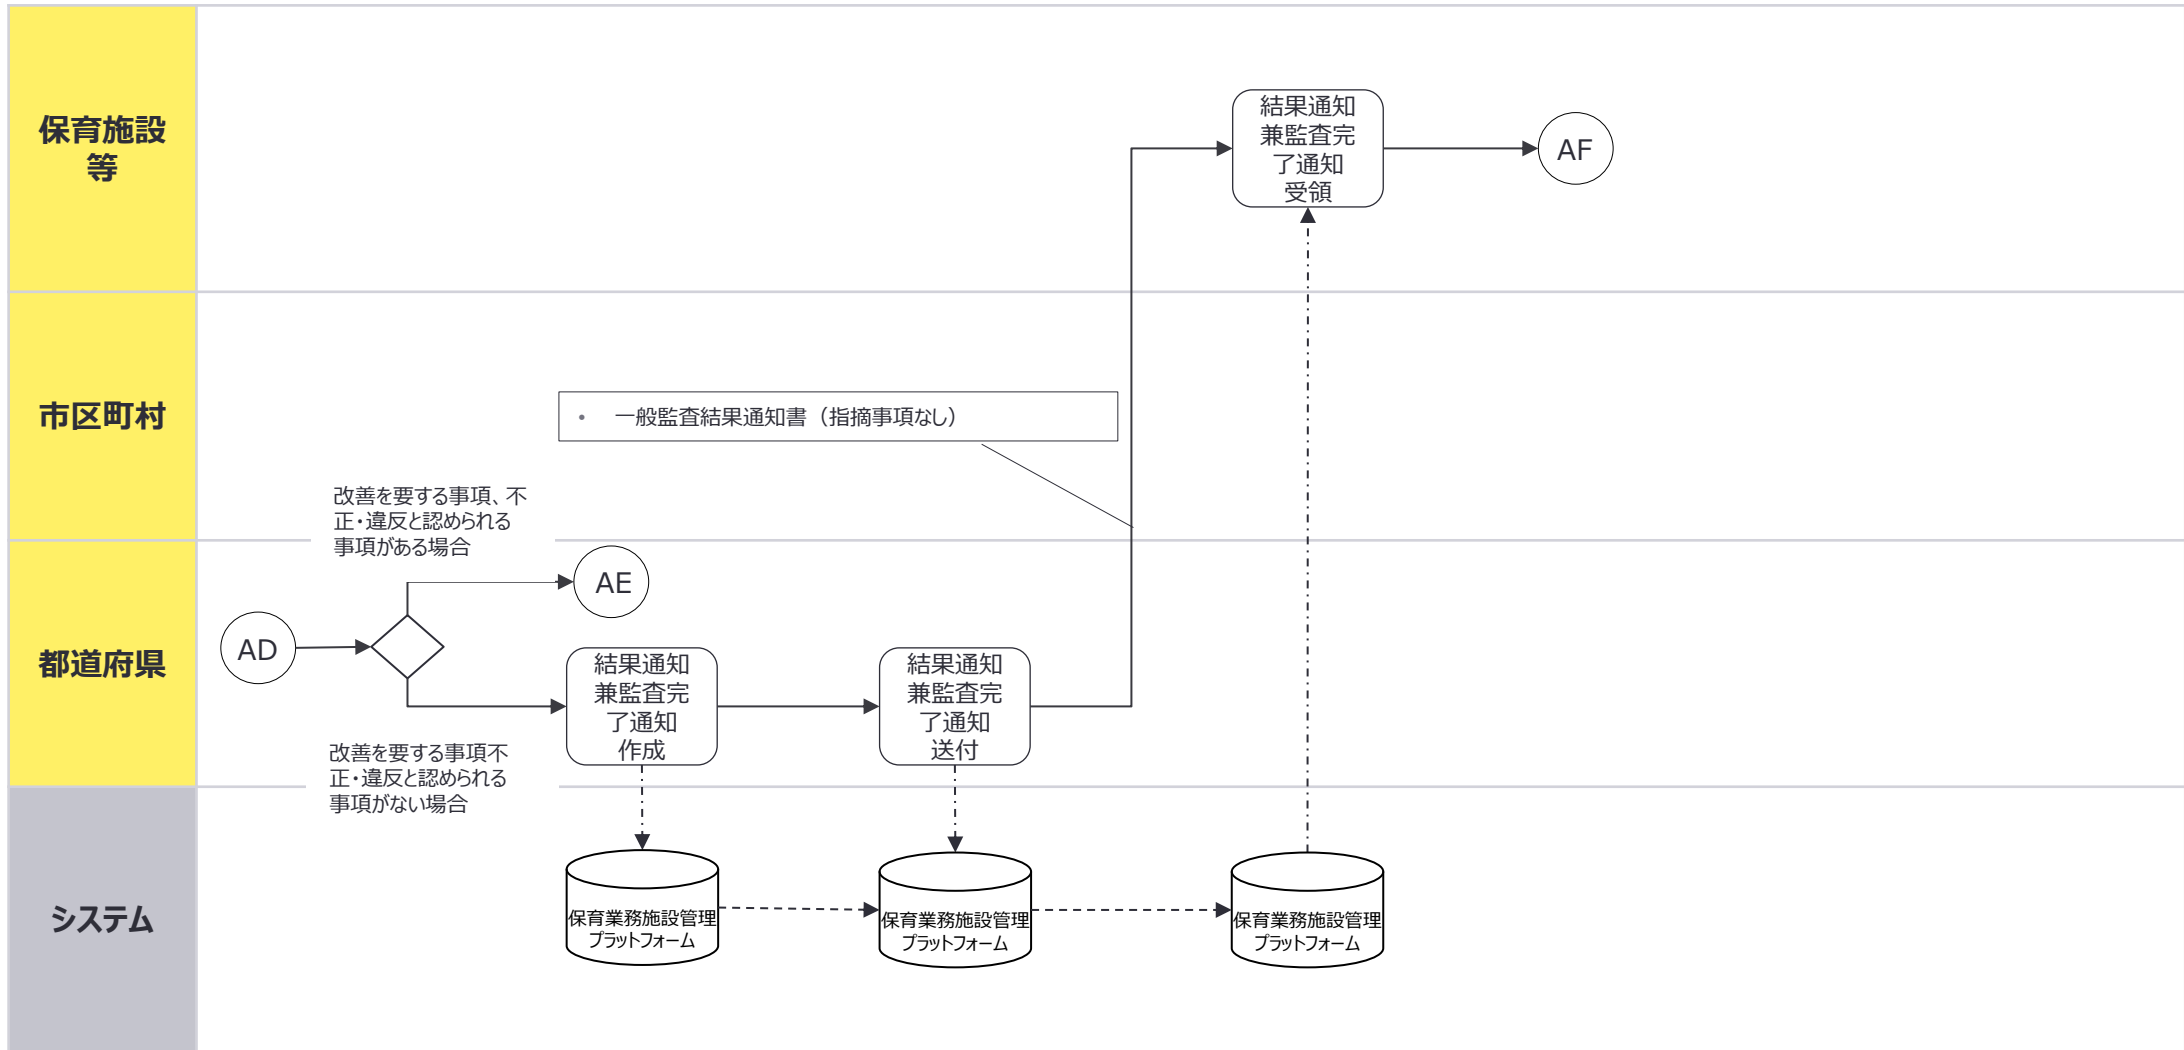 保育施設
等
結果通知
兼監査完
了通知
受領
AF
市区町村
• 一般監査結果通知書（指摘事項なし）
改善を要する事項、不
正・違反と認められる
事項がある場合
都道府県
AD
AE
結果通知
兼監査完
了通知
作成
結果通知
兼監査完
了通知
送付
改善を要する事項不
正・違反と認められる
事項がない場合
システム
保育業務施設管理
プラットフォーム
保育業務施設管理
プラットフォーム
保育業務施設管理
プラットフォーム